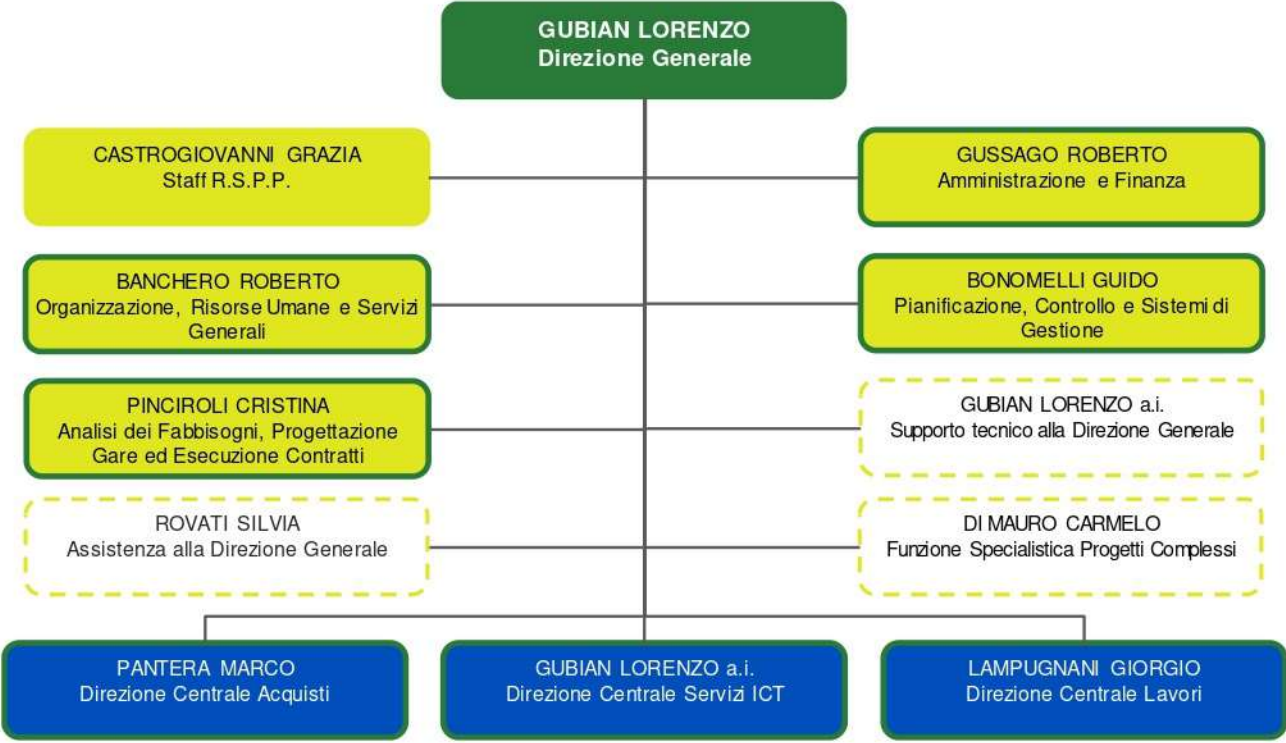 GUBIAN LORENZO
Direzione Generale
CASTROGIOVANNI GRAZIA
Staff R.S.P.P.
GUSSAGO ROBERTO
Amministrazione e Finanza
BANCHERO ROBERTO
Organizzazione, Risorse Umane e Servizi
Generali
BONOMELLI GUIDO
Pianificazione, Controllo e Sistemi di
Gestione
PINCIROLI CRISTINA
Analisi dei Fabbisogni, Progettazione
Gare ed Esecuzione Contratti
GUBIAN LORENZO a.i.
Supporto tecnico alla Direzione Generale
ROVATI SILVIA
Assistenza alla Direzione Generale
DI MAURO CARMELO
Funzione Specialistica Progetti Complessi
PANTERA MARCO
Direzione Centrale Acquisti
GUBIAN LORENZO a.i.
Direzione Centrale Servizi ICT
LAMPUGNANI GIORGIO
Direzione Centrale Lavori